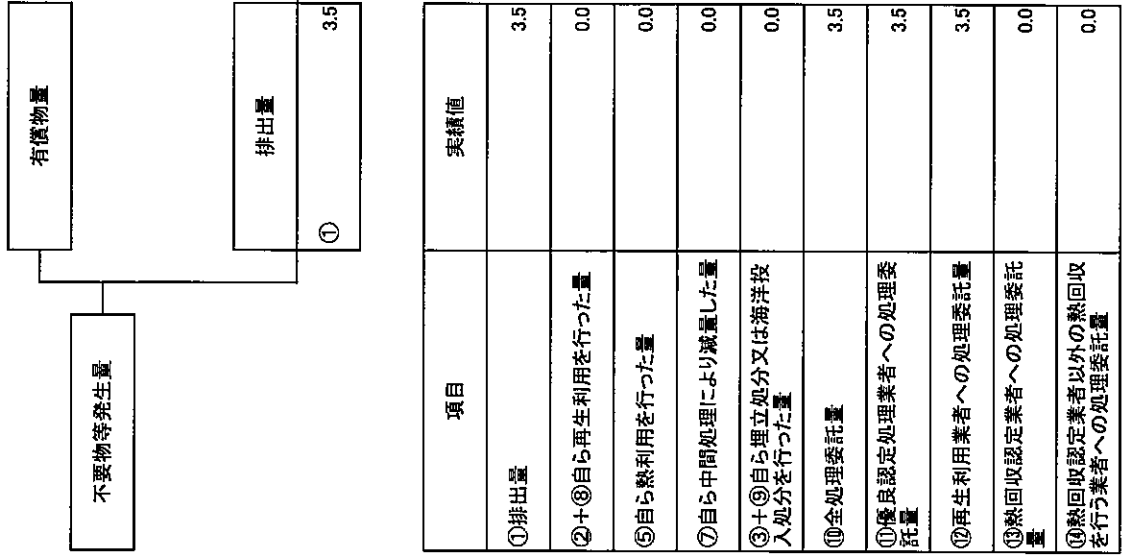 不要物等発生量
有償物量
排出量
① 3.5
項目 実績値
①排出量 3.5
②+⑧自ら再生利用を行った量 0.0
⑤自ら熱利用を行った量 0.0
⑦自ら中間処理により減量した量 0.0
③+⑨自ら埋立処分又は海洋投
入処分を行った量 0.0
⑩全処理委託量 3.5
⑪優良認定処理業者への処理委
託量 3.5
⑫再生利用業者への処理委託量 3.5
⑬熱回収認定業者への処理委託
量 0.0
⑭熱回収認定業者以外の熱回収
を行う業者への処理委託量 0.0